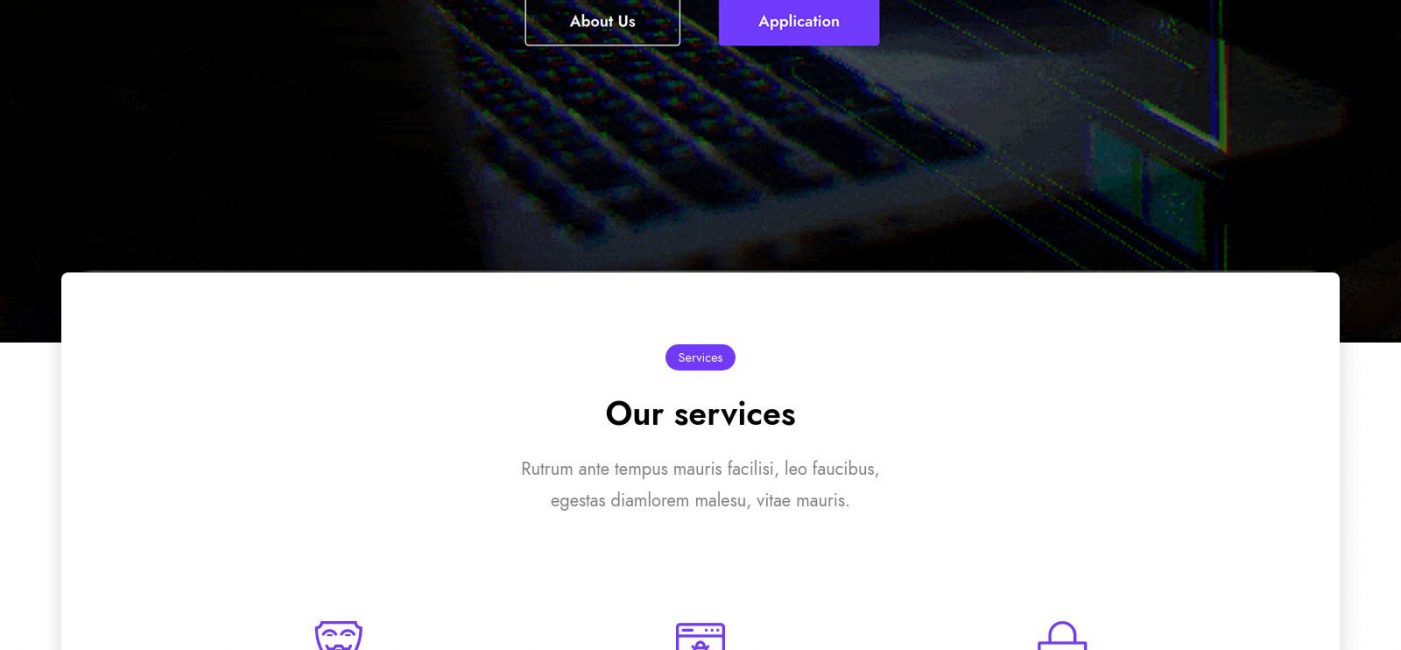 About Us
Application
Services
Our services
Rutrum ante tempus mauris facilisi, leo faucibus,
egestas diamlorem malesu, vitae mauris.